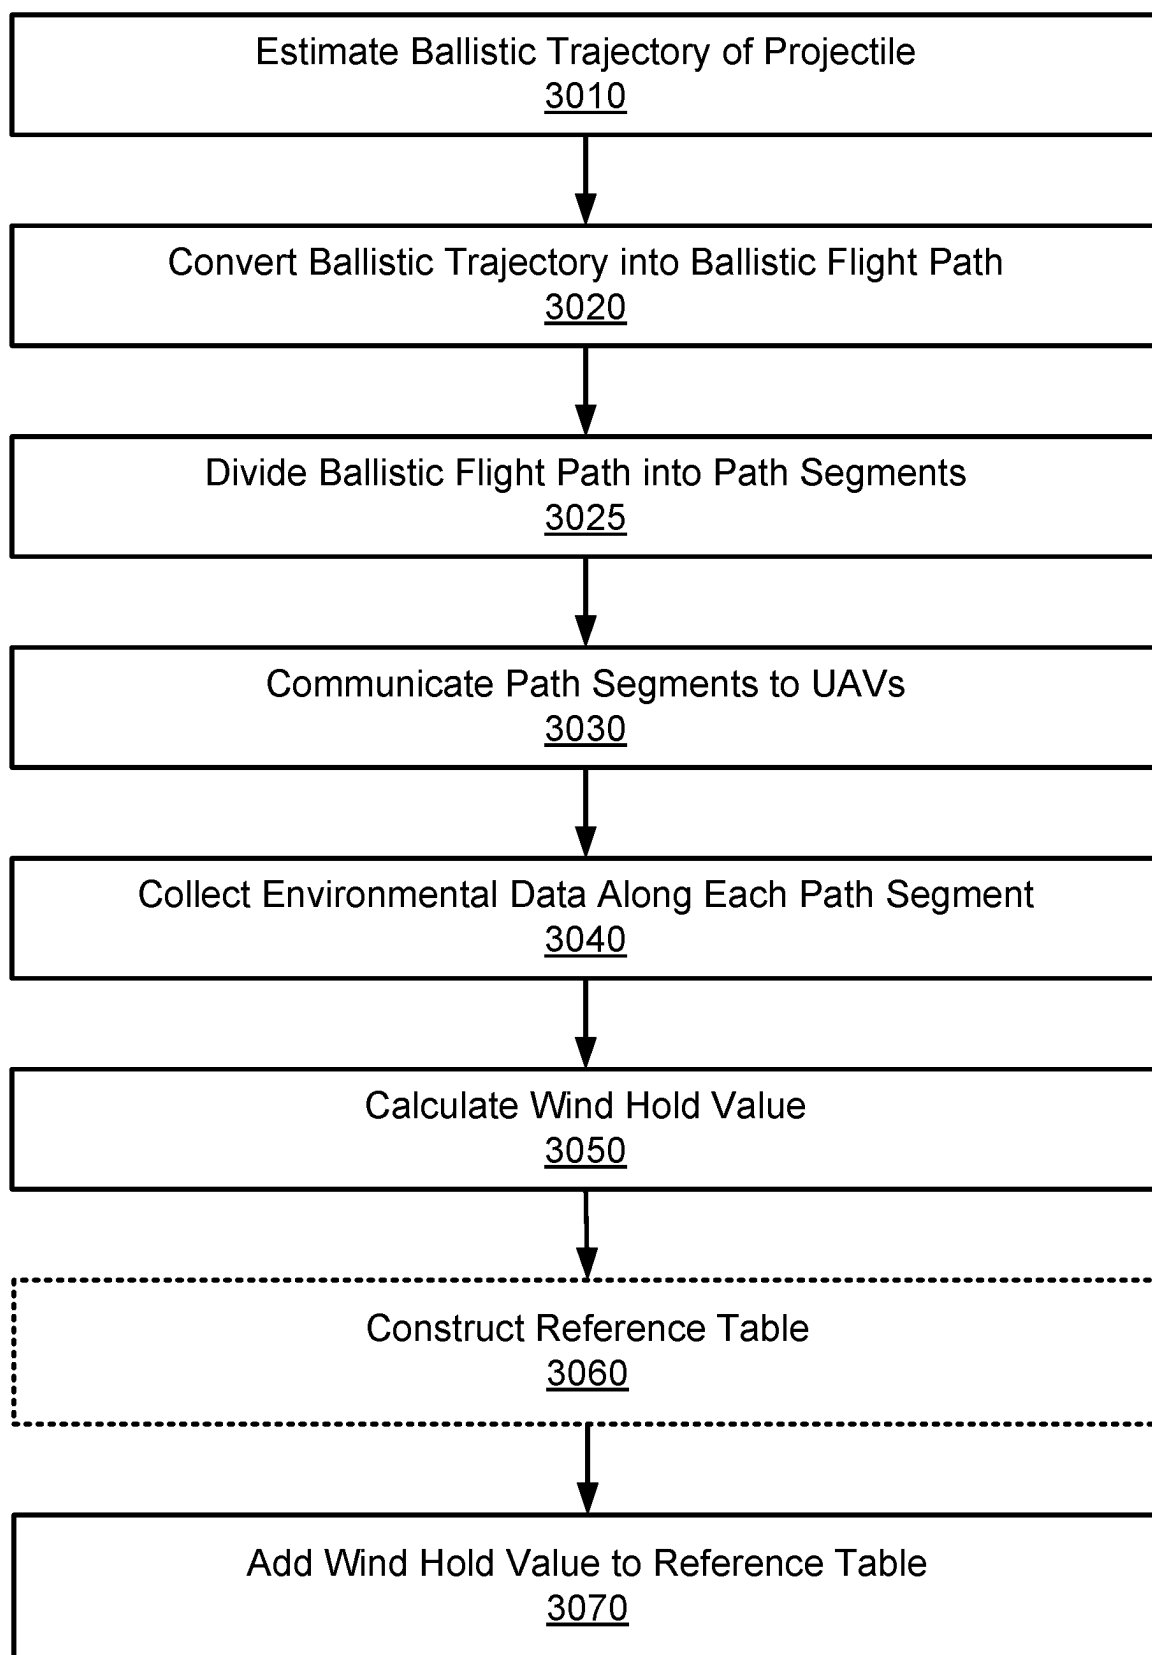 Estimate Ballistic Trajectory of Projectile
3010
Convert Ballistic Trajectory into Ballistic Flight Path
3020
Divide Ballistic Flight Path into Path Segments
3025
Communicate Path Segments to UAVs
3030
Collect Environmental Data Along Each Path Segment
3040
Calculate Wind Hold Value
3050
Construct Reference Table
3060
Add Wind Hold Value to Reference Table
3070